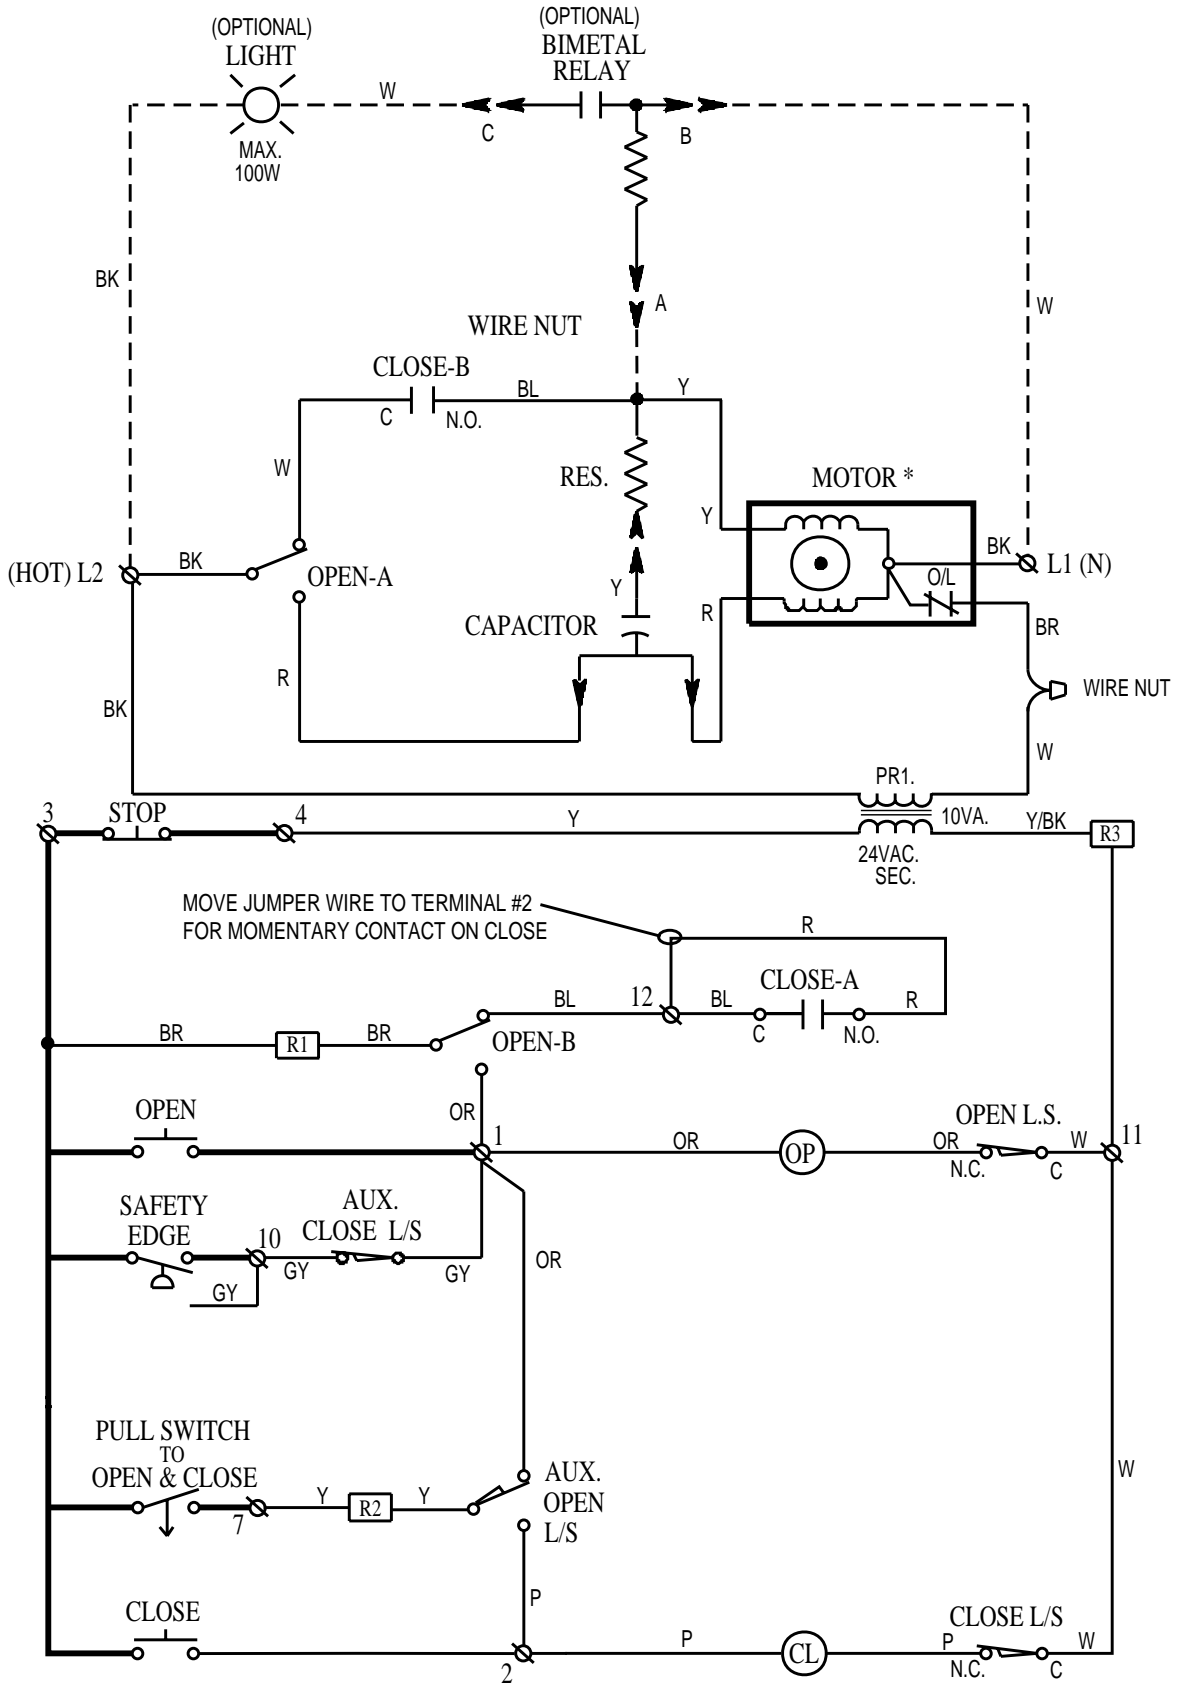 (OPTIONAL)
LIGHT
(OPTIONAL)
BIMETAL
RELAY
W
C
B
MAX.
100W
BK
A
W
WIRE NUT
CLOSE-B
BL
Y
C
N.O.
W
RES.
MOTOR *
Y
(HOT) L2
BK
OPEN-A
BK
L1 (N)
O/L
Y
CAPACITOR
R
BR
R
WIRE NUT
BK
W
PR1.
3
STOP
4
Y
10VA.
Y/BK
R3
24VAC.
SEC.
MOVE JUMPER WIRE TO TERMINAL #2
FOR MOMENTARY CONTACT ON CLOSE
R
CLOSE-A
BL
12
BL
R
C
N.O.
BR
R1
BR
OPEN-B
OPEN
OR
1
OR
OP
OR
OPEN L.S.
N.C.
C
W
11
SAFETY
EDGE
10
AUX.
CLOSE L/S
GY
GY
GY
OR
PULL SWITCH
TO
OPEN & CLOSE
7
Y
R2
Y
AUX.
OPEN
L/S
W
P
CLOSE
2
P
CL
CLOSE L/S
P
N.C.
C
W